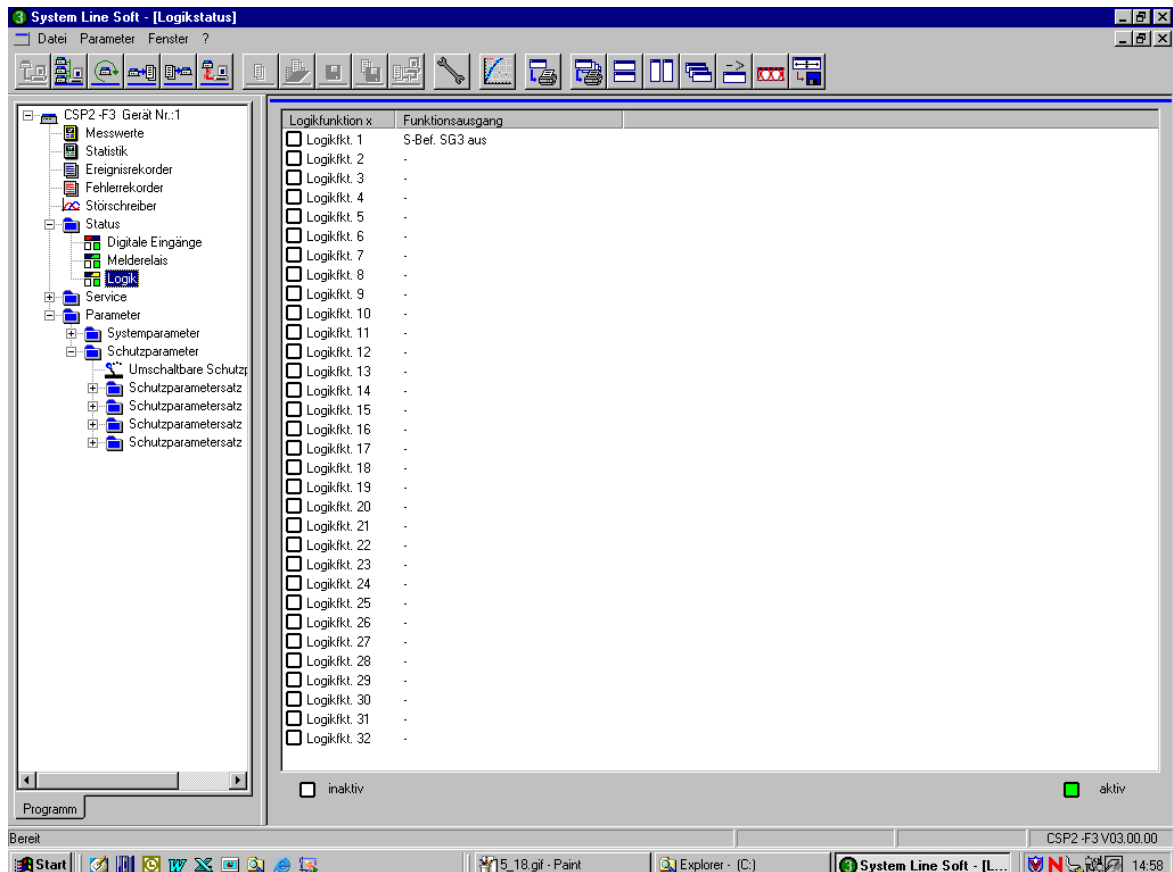 System Line Soft - [Logikstatus]
Datei Parameter Fenster ?
CSP2 -F3 Gerät Nr.:1
Messwerte
Statistik
Ereignisrekorder
Fehlerrekorder
Störschreiber
Status
Digitale Eingänge
Melderelais
Logik
Service
Parameter
Systemparameter
Schutzparameter
Umschaltbare Schutzp
Schutzparametersatz
Schutzparametersatz
Schutzparametersatz
Schutzparametersatz
Programm
Logikfunktion x Funktionsausgang
Logikfkt. 1 S-Bef. SG3 aus
Logikfkt. 2 -
Logikfkt. 3 -
Logikfkt. 4 -
Logikfkt. 5 -
Logikfkt. 6 -
Logikfkt. 7 -
Logikfkt. 8 -
Logikfkt. 9 -
Logikfkt. 10 -
Logikfkt. 11 -
Logikfkt. 12 -
Logikfkt. 13 -
Logikfkt. 14 -
Logikfkt. 15 -
Logikfkt. 16 -
Logikfkt. 17 -
Logikfkt. 18 -
Logikfkt. 19 -
Logikfkt. 20 -
Logikfkt. 21 -
Logikfkt. 22 -
Logikfkt. 23 -
Logikfkt. 24 -
Logikfkt. 25 -
Logikfkt. 26 -
Logikfkt. 27 -
Logikfkt. 28 -
Logikfkt. 29 -
Logikfkt. 30 -
Logikfkt. 31 -
Logikfkt. 32 -
inaktiv aktiv
Bereit CSP2 -F3 V03.00.00
Start 15_18.gif - Paint Explorer - (C:) System Line Soft - [L... 14:58